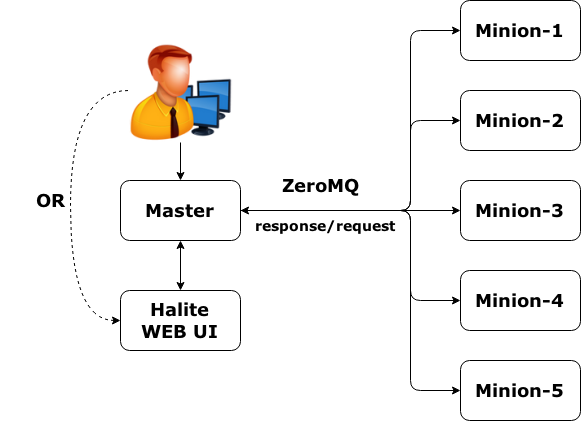 Minion-1
Minion-2
ZeroMQ
OR
Master
response/request
Minion-3
Halite
WEB UI
Minion-4
Minion-5